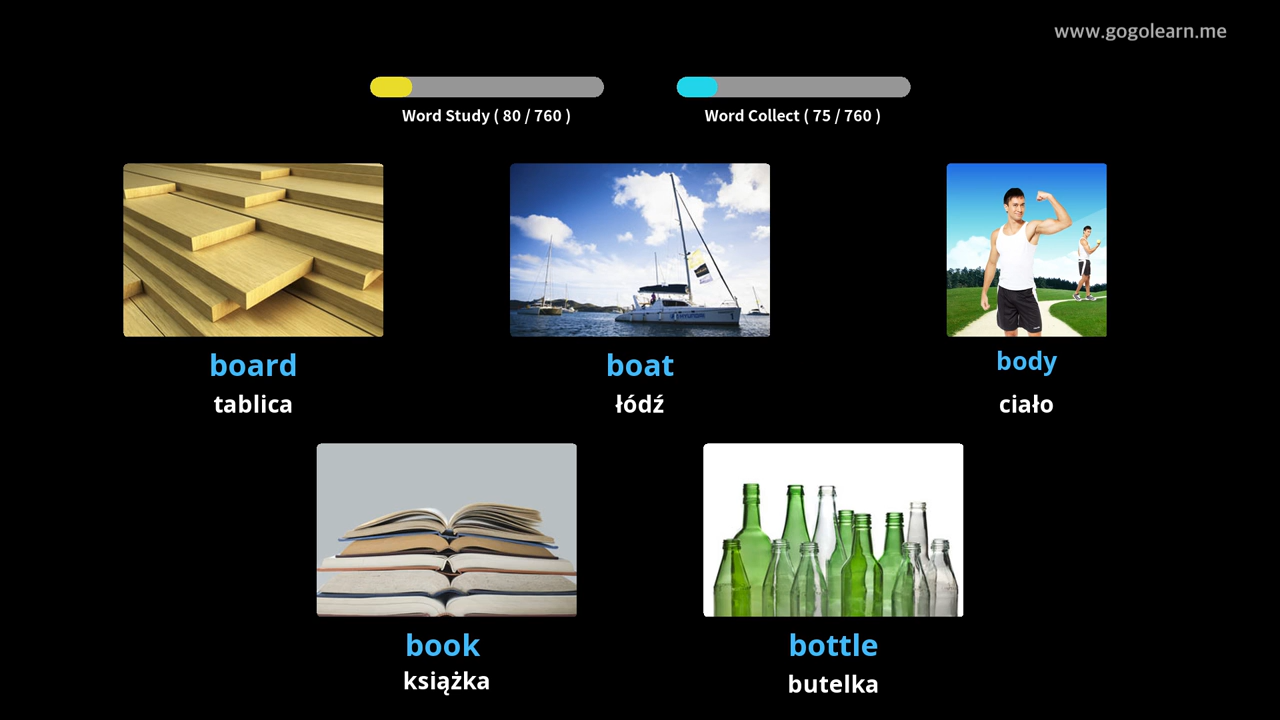 www.gogolearn.me
Word Study ( 80 / 760 )
Word Collect ( 75 / 760 )
board
tablica
boat
łódź
body
ciało
book
książka
bottle
butelka